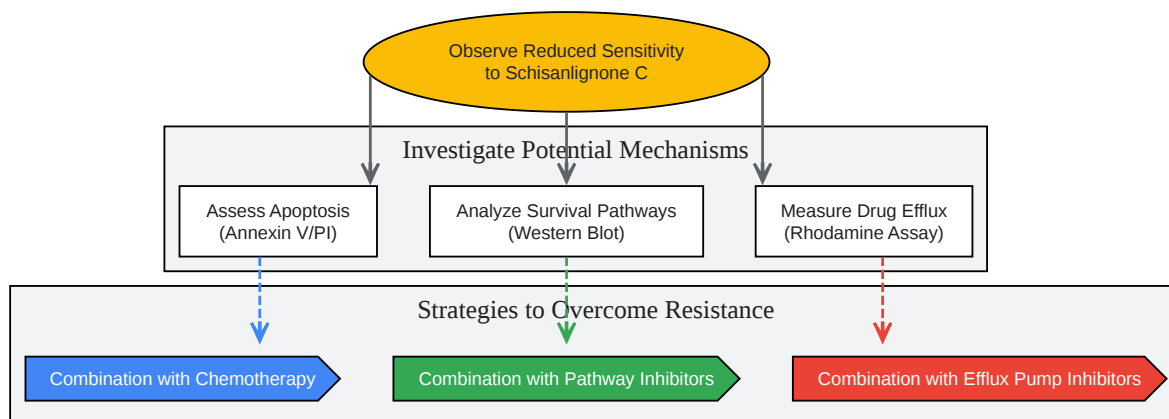 Observe Reduced Sensitivity
to Schisanlignone C
Investigate Potential Mechanisms
Assess Apoptosis
(Annexin V/PI)
Analyze Survival Pathways
(Western Blot)
Measure Drug Efflux
(Rhodamine Assay)
Strategies to Overcome Resistance
Combination with Chemotherapy
Combination with Pathway Inhibitors
Combination with Efflux Pump Inhibitors